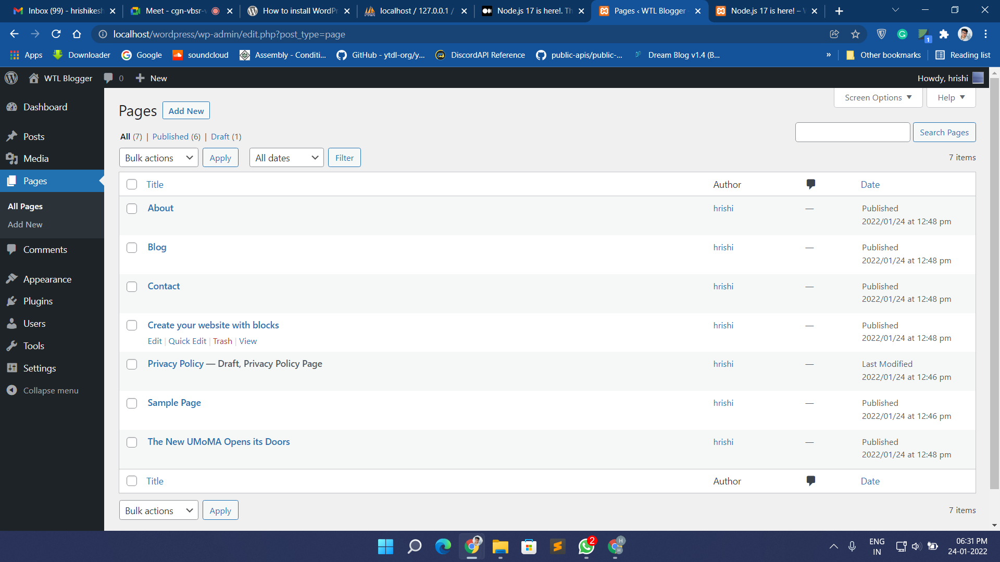 Inbox (99) - hrishikesh
Meet - cgn-vbsr-v
How to install WordPr
localhost / 127.0.0.1 /
Node.js 17 is here!. Th
Pages ‹ WTL Blogger -
Node.js 17 is here! – W
localhost/wordpress/wp-admin/edit.php?post_type=page
1
Apps
Downloader
Google
soundcloud
Assembly - Conditi...
GitHub - ytdl-org/y...
DiscordAPI Reference
public-apis/public-...
Dream Blog v1.4 (B...
»
Other bookmarks
Reading list
WTL Blogger
0
New
Howdy, hrishi
Dashboard
Posts
Media
Pages
All Pages
Add New
Comments
Appearance
Plugins
Users
Tools
Settings
Collapse menu
Screen Options
Help
Pages
Add New
All (7) | Published (6) | Draft (1)
Search Pages
Bulk actions
Apply
All dates
Filter
7 items
Title Author Date
About hrishi — Published
2022/01/24 at 12:48 pm
Blog hrishi — Published
2022/01/24 at 12:48 pm
Contact hrishi — Published
2022/01/24 at 12:48 pm
Create your website with blocks hrishi — Published
Edit | Quick Edit | Trash | View 2022/01/24 at 12:48 pm
Privacy Policy — Draft, Privacy Policy Page hrishi — Last Modified
2022/01/24 at 12:46 pm
Sample Page hrishi — Published
2022/01/24 at 12:46 pm
The New UMoMA Opens its Doors hrishi — Published
2022/01/24 at 12:48 pm
Title Author Date
Bulk actions
Apply
7 items
2
H
H
ENG
IN
06:31 PM
24-01-2022